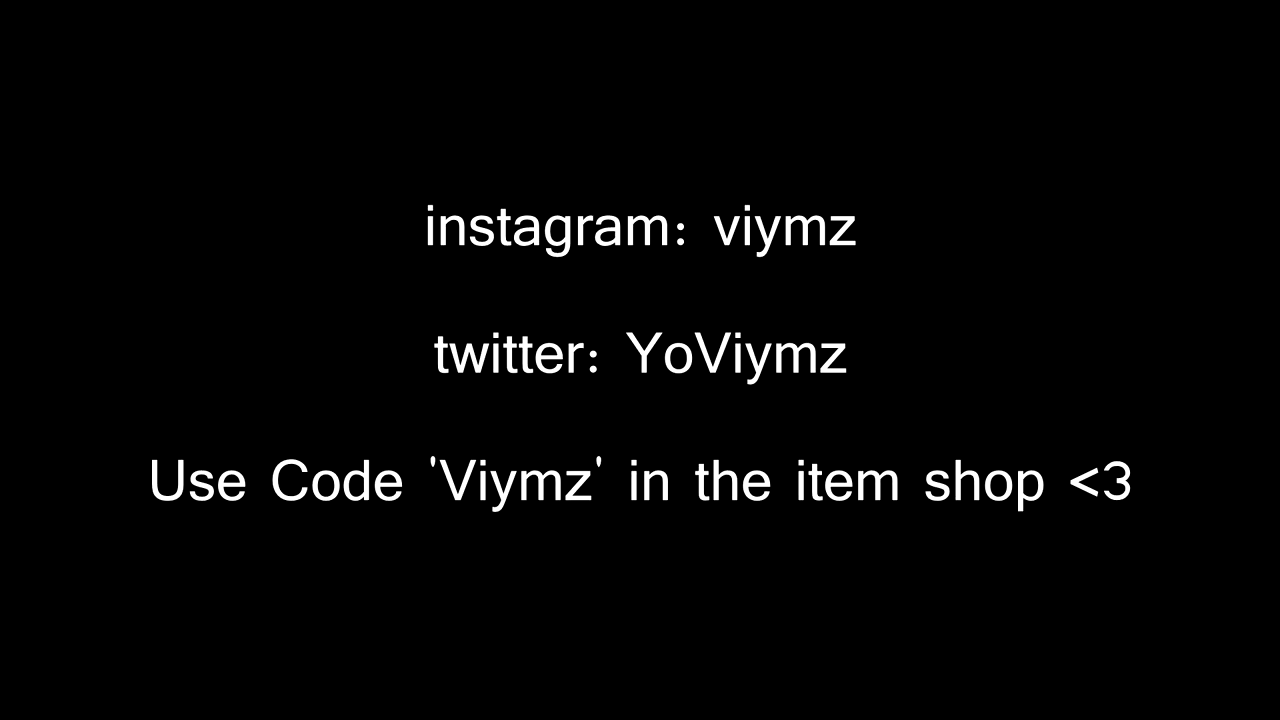 instagram: viymz
twitter: YoViymz
Use Code 'Viymz' in the item shop <3